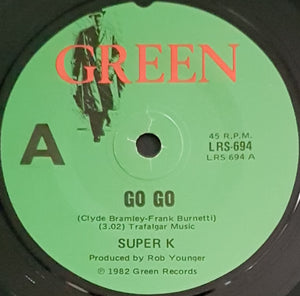 GREEN
A
45 R.P.M.
LRS-694
LRS 694 A
GO GO
(Clyde Bramley-Frank Burnetti)
(3.02) Trafalgar Music
SUPER K
Produced by Rob Younger
℗ 1982 Green Records